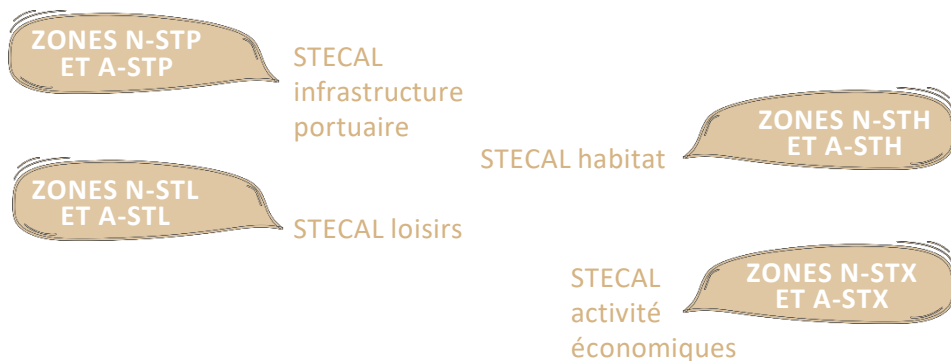 ZONES N-STP
ET A-STP
STECAL
infrastructure
portuaire
ZONES N-STH
ET A-STH
STECAL habitat
ZONES N-STL
ET A-STL
STECAL loisirs
ZONES N-STX
ET A-STX
STECAL
activité
économiques